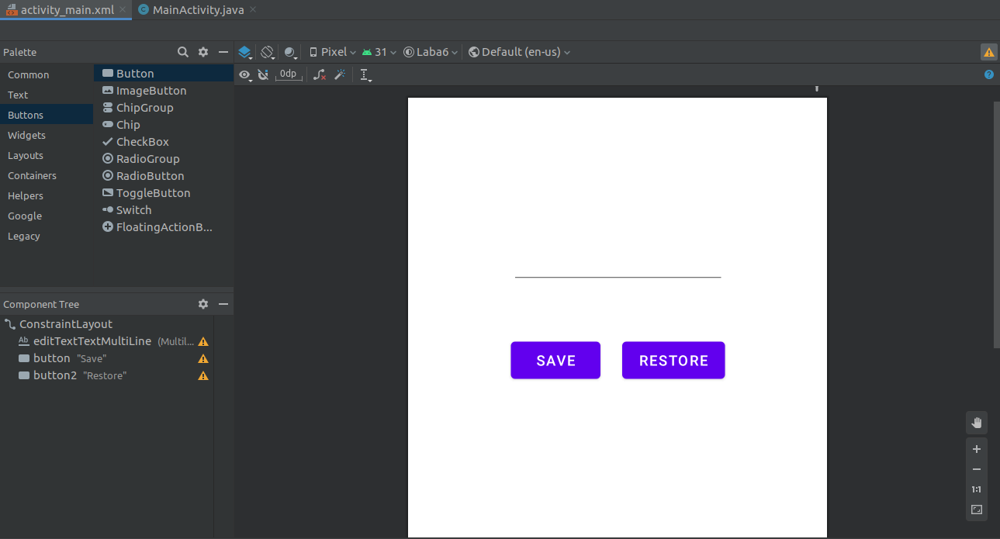 activity_main.xml MainActivity.java
Palette
Pixel 31 Laba6 Default (en-us)
0dp
Common
Text
Buttons
Widgets
Layouts
Containers
Helpers
Google
Legacy
Button
ImageButton
ChipGroup
Chip
CheckBox
RadioGroup
RadioButton
ToggleButton
Switch
FloatingActionB...
Component Tree
ConstraintLayout
Ab editTextTextMultiLine (Multil...
button "Save"
button2 "Restore"
SAVE RESTORE
1:1